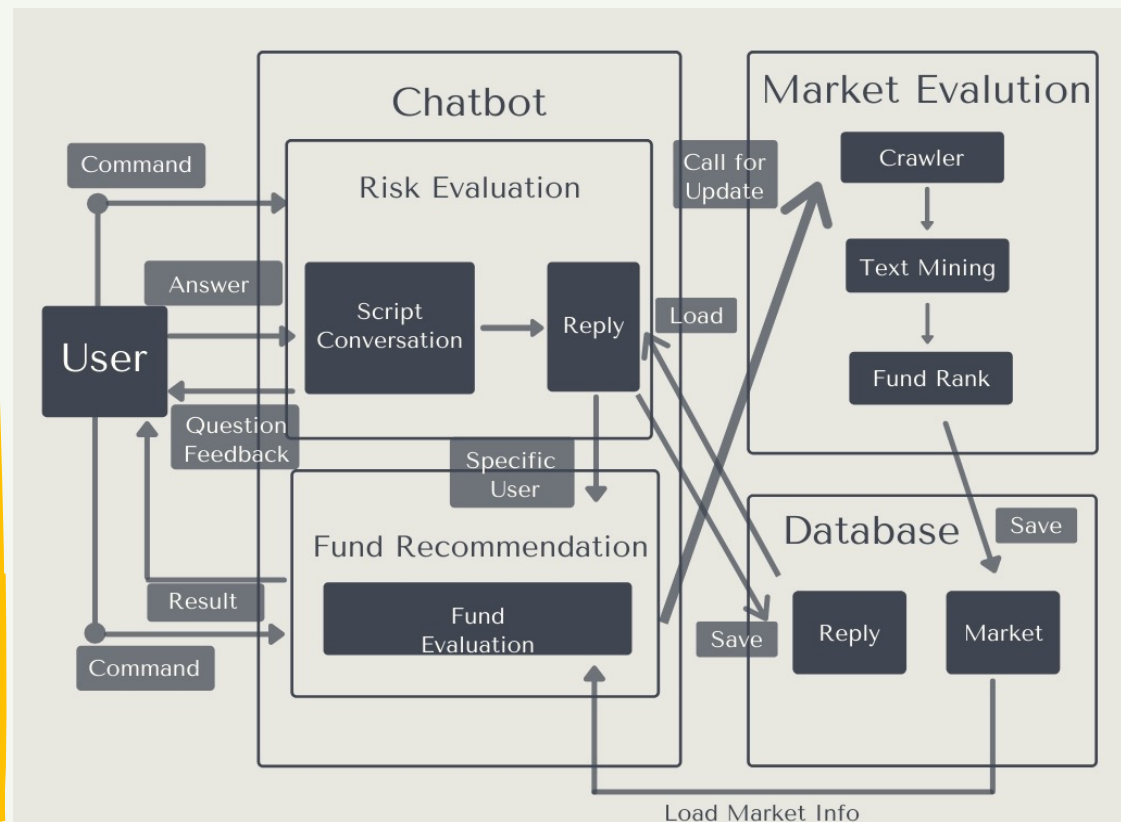 Chatbot
Market Evalution
Command
Risk Evaluation
Call for
Update
Crawler
Answer
Script
Conversation
Reply
Load
Text Mining
User
Fund Rank
Question
Feedback
Specific
User
Fund Recommendation
Database
Save
Result
Fund
Evaluation
Save
Reply
Market
Command
Load Market Info